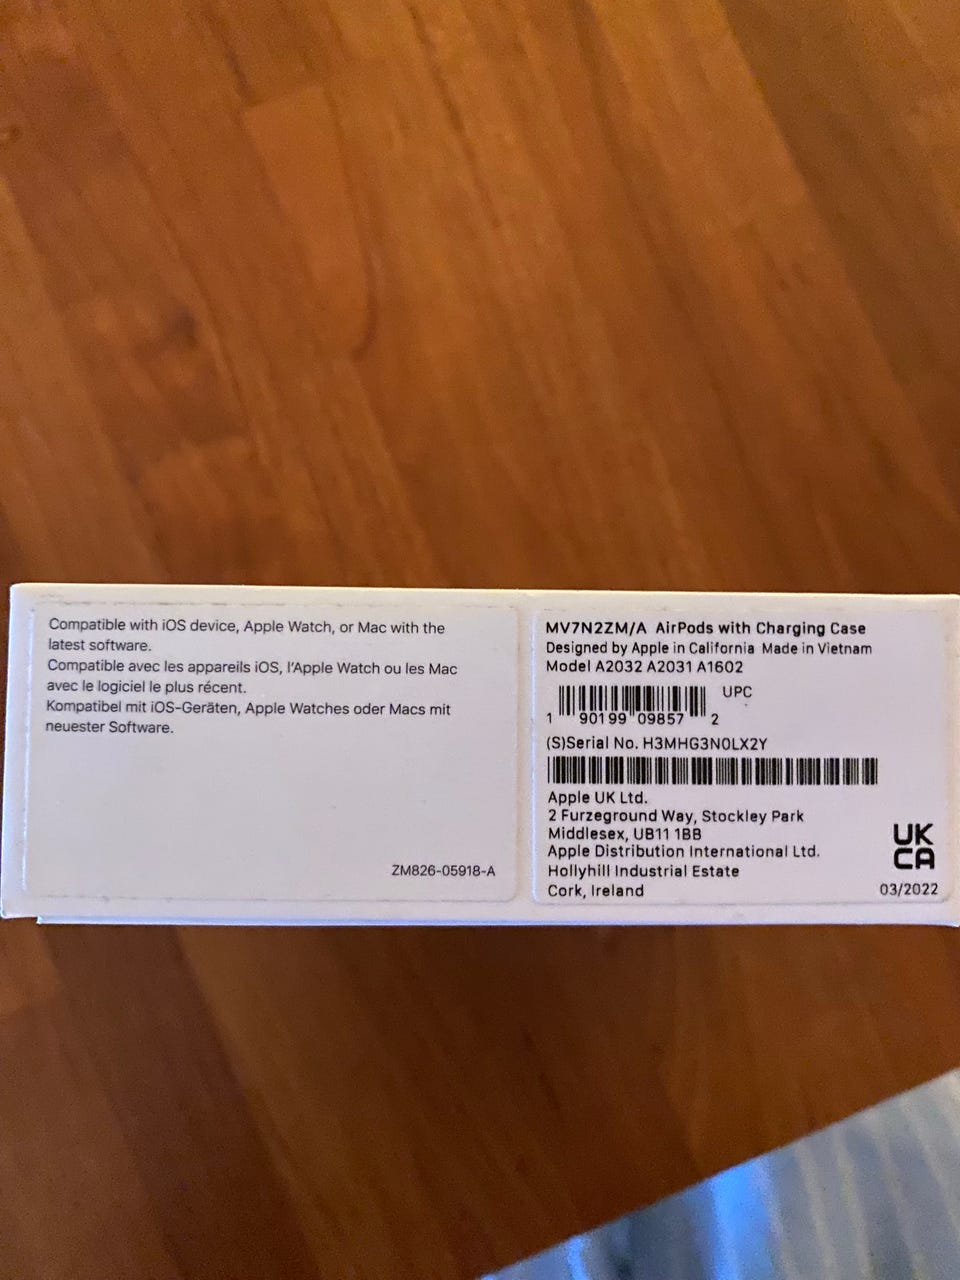 Compatible with iOS device, Apple Watch, or Mac with the
latest software.
Compatible avec les appareils iOS, l'Apple Watch ou les Mac
avec le logiciel le plus récent.
Kompatibel mit iOS-Geräten, Apple Watches oder Macs mit
neuester Software.
ZM826-05918-A
MV7N2ZM/A AirPods with Charging Case
Designed by Apple in California Made in Vietnam
Model A2032 A2031 A1602
UPC
1 90199 09857 2
(S)Serial No. H3MHG3N0LX2Y
Apple UK Ltd.
2 Furzeground Way, Stockley Park
Middlesex, UB11 1BB
Apple Distribution International Ltd.
Hollyhill Industrial Estate
Cork, Ireland
UK
CA
03/2022